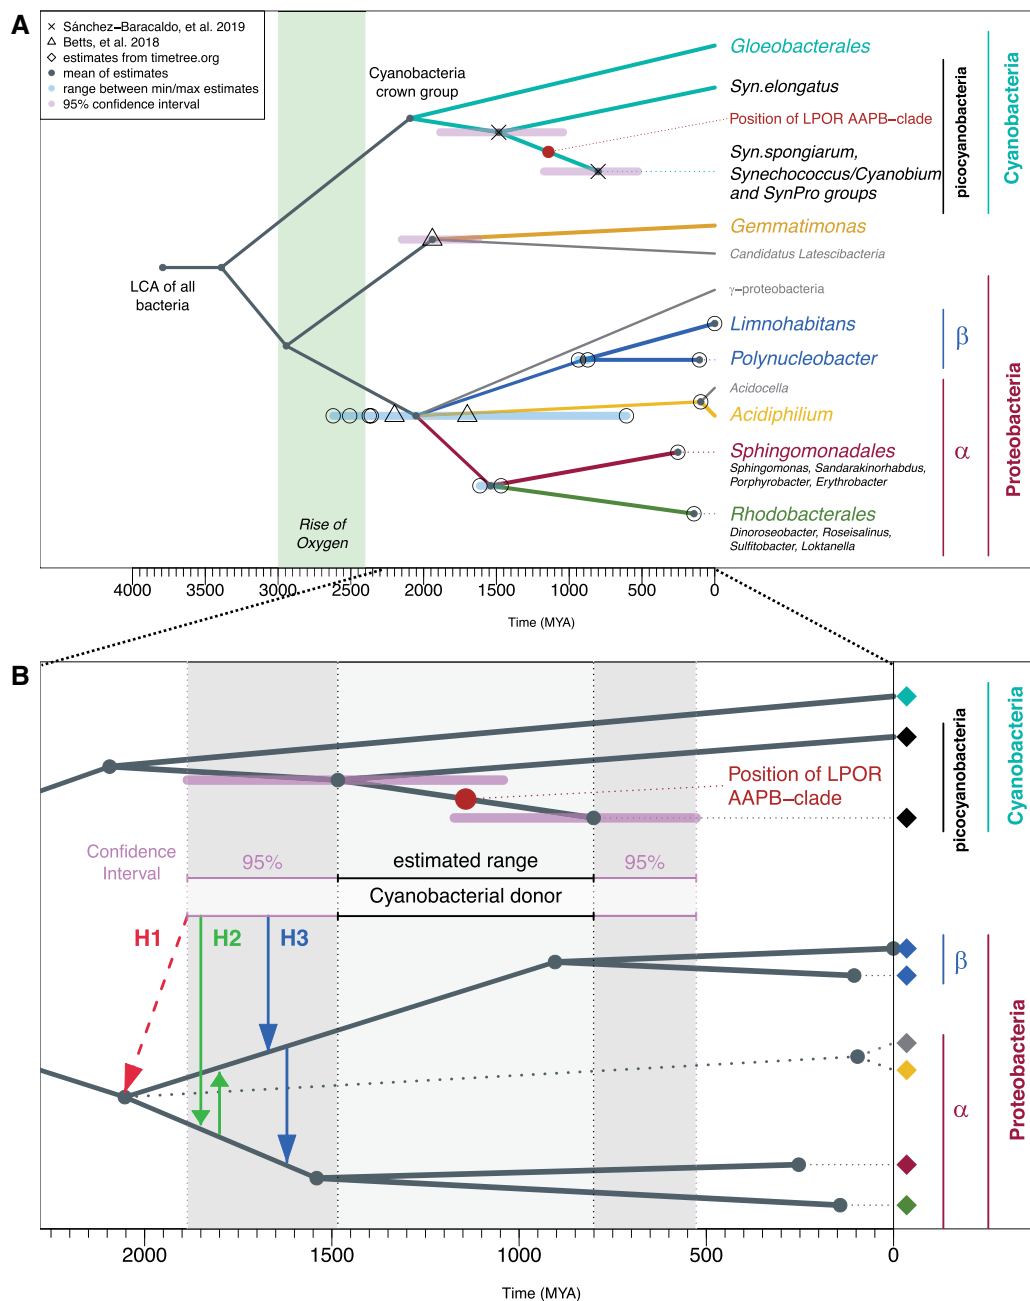 A
Sánchez−Baracaldo, et al. 2019
Betts, et al. 2018
estimates from timetree.org
mean of estimates
range between min/max estimates
95% confidence interval
Cyanobacteria
crown group
LCA of all
bacteria
Rise of
Oxygen
Gloeobacterales
Syn.elongatus
Position of LPOR AAPB−clade
Syn.spongiarum,
Synechococcus/Cyanobium
and SynPro groups
Gemmatimonas
Candidatus Latescibacteria
γ−proteobacteria
Limnohabitans
Polynucleobacter
Acidocella
Acidiphilium
Sphingomonadales
Sphingomonas, Sandarakinorhabdus,
Porphyrobacter, Erythrobacter
Rhodobacterales
Dinoroseobacter, Roseisalinus,
Sulfitobacter, Loktanella
picocyanobacteria
Cyanobacteria
β
α
Proteobacteria
4000 3500 3000 2500 2000 1500 1000 500 0
Time (MYA)
B
Position of LPOR
AAPB−clade
Confidence
Interval
95%
estimated range
95%
Cyanobacterial donor
H1
H2
H3
picocyanobacteria
Cyanobacteria
β
α
Proteobacteria
2000 1500 1000 500 0
Time (MYA)